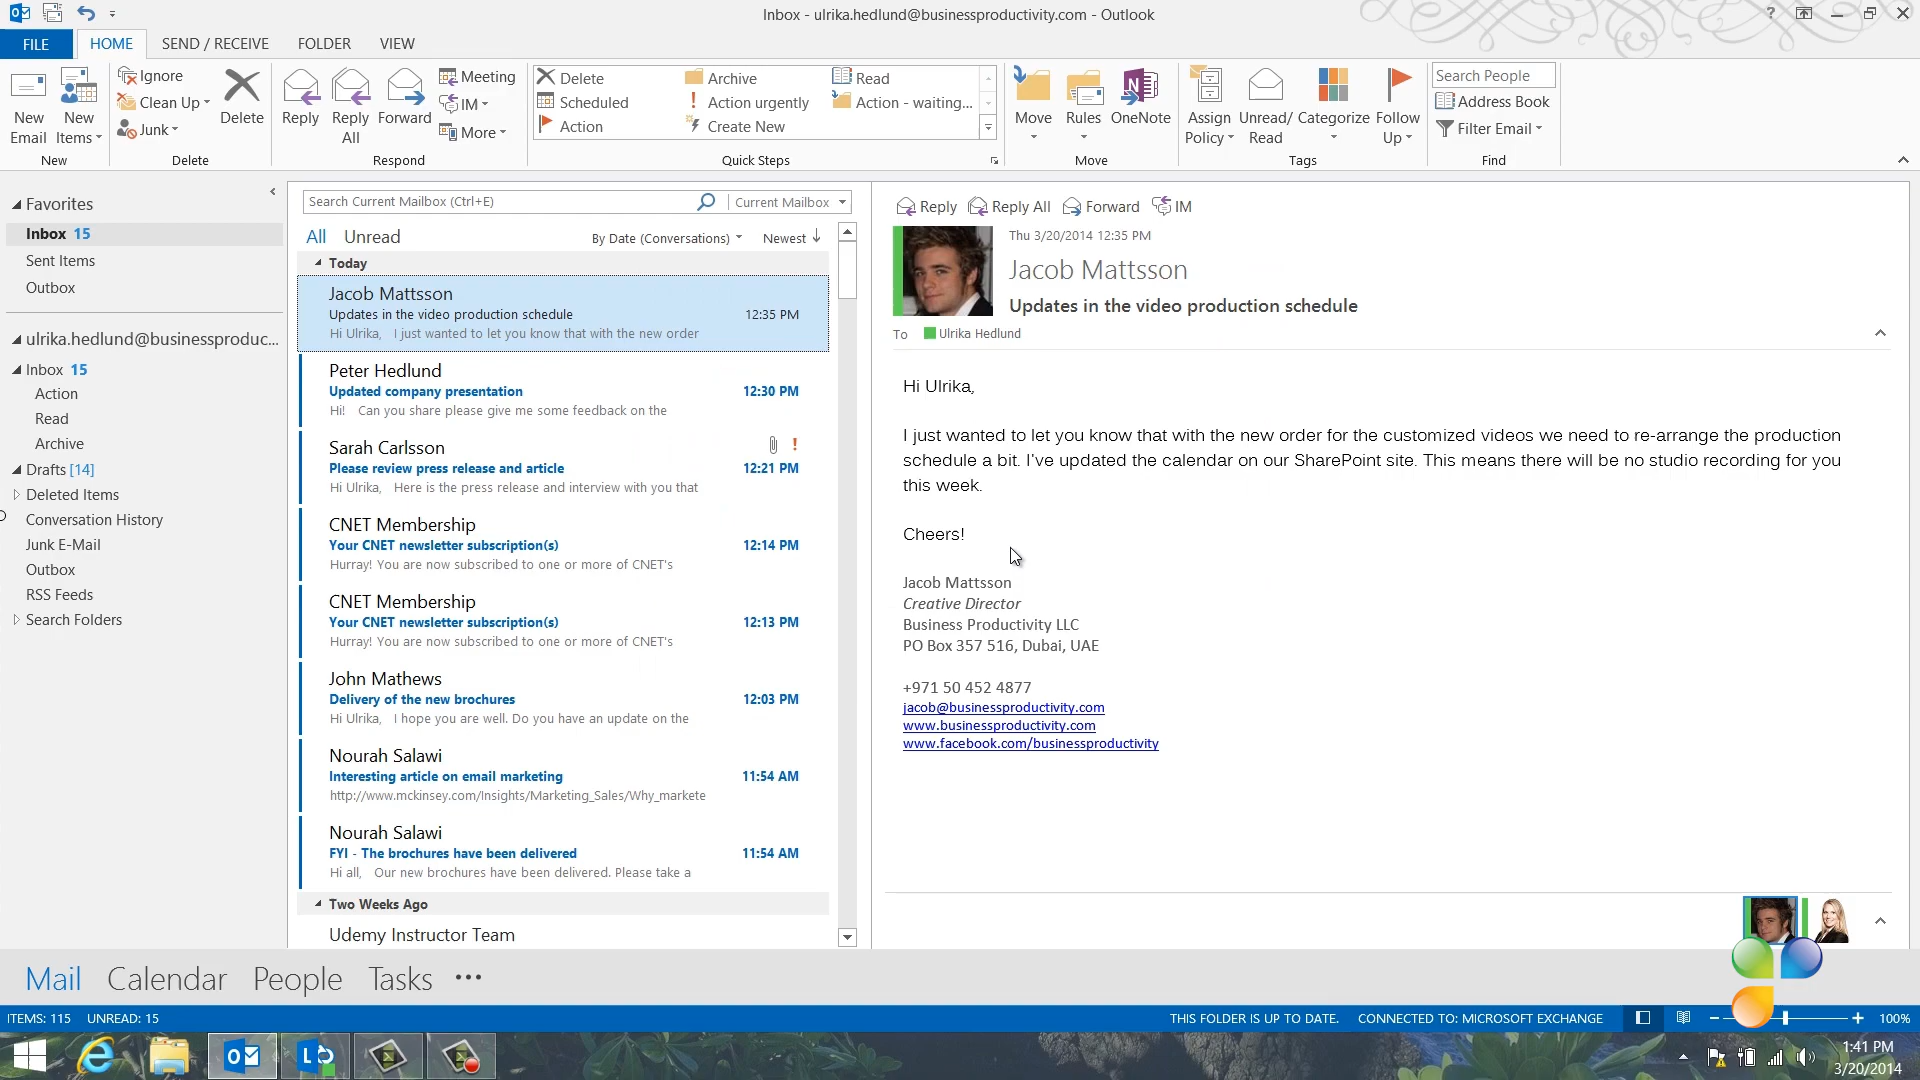 Inbox - ulrika.hedlund@businessproductivity.com - Outlook
?
FILE HOME SEND / RECEIVE FOLDER VIEW
New Email
New Items
New
Ignore
Clean Up
Junk
Delete
Delete
Reply
Reply All
Forward
Meeting
IM
More
Respond
Delete
Scheduled
Action
Archive
Action urgently
Create New
Read
Action - waiting...
Quick Steps
Move
Rules
OneNote
Move
Assign Policy
Unread/ Read
Categorize
Follow Up
Tags
Search People
Address Book
Filter Email
Find
Favorites
Inbox 15
Sent Items
Outbox
ulrika.hedlund@businessproduc...
Inbox 15
Action
Read
Archive
Drafts [14]
Deleted Items
Conversation History
Junk E-Mail
Outbox
RSS Feeds
Search Folders
Search Current Mailbox (Ctrl+E)
Current Mailbox
All Unread By Date (Conversations) Newest
Today
Jacob Mattsson
Updates in the video production schedule 12:35 PM
Hi Ulrika, I just wanted to let you know that with the new order
Peter Hedlund
Updated company presentation 12:30 PM
Hi! Can you share please give me some feedback on the
Sarah Carlsson !
Please review press release and article 12:21 PM
Hi Ulrika, Here is the press release and interview with you that
CNET Membership
Your CNET newsletter subscription(s) 12:14 PM
Hurray! You are now subscribed to one or more of CNET's
CNET Membership
Your CNET newsletter subscription(s) 12:13 PM
Hurray! You are now subscribed to one or more of CNET's
John Mathews
Delivery of the new brochures 12:03 PM
Hi Ulrika, I hope you are well. Do you have an update on the
Nourah Salawi
Interesting article on email marketing 11:54 AM
http://www.mckinsey.com/Insights/Marketing_Sales/Why_markete
Nourah Salawi
FYI - The brochures have been delivered 11:54 AM
Hi all, Our new brochures have been delivered. Please take a
Two Weeks Ago
Udemy Instructor Team
Reply Reply All Forward IM
Thu 3/20/2014 12:35 PM
Jacob Mattsson
Updates in the video production schedule
To Ulrika Hedlund
Hi Ulrika,
I just wanted to let you know that with the new order for the customized videos we need to re-arrange the production
schedule a bit. I've updated the calendar on our SharePoint site. This means there will be no studio recording for you
this week.
Cheers!
Jacob Mattsson
Creative Director
Business Productivity LLC
PO Box 357 516, Dubai, UAE
+971 50 452 4877
jacob@businessproductivity.com
www.businessproductivity.com
www.facebook.com/businessproductivity
Mail Calendar People Tasks ···
ITEMS: 115 UNREAD: 15
THIS FOLDER IS UP TO DATE. CONNECTED TO: MICROSOFT EXCHANGE
100%
1:41 PM
3/20/2014